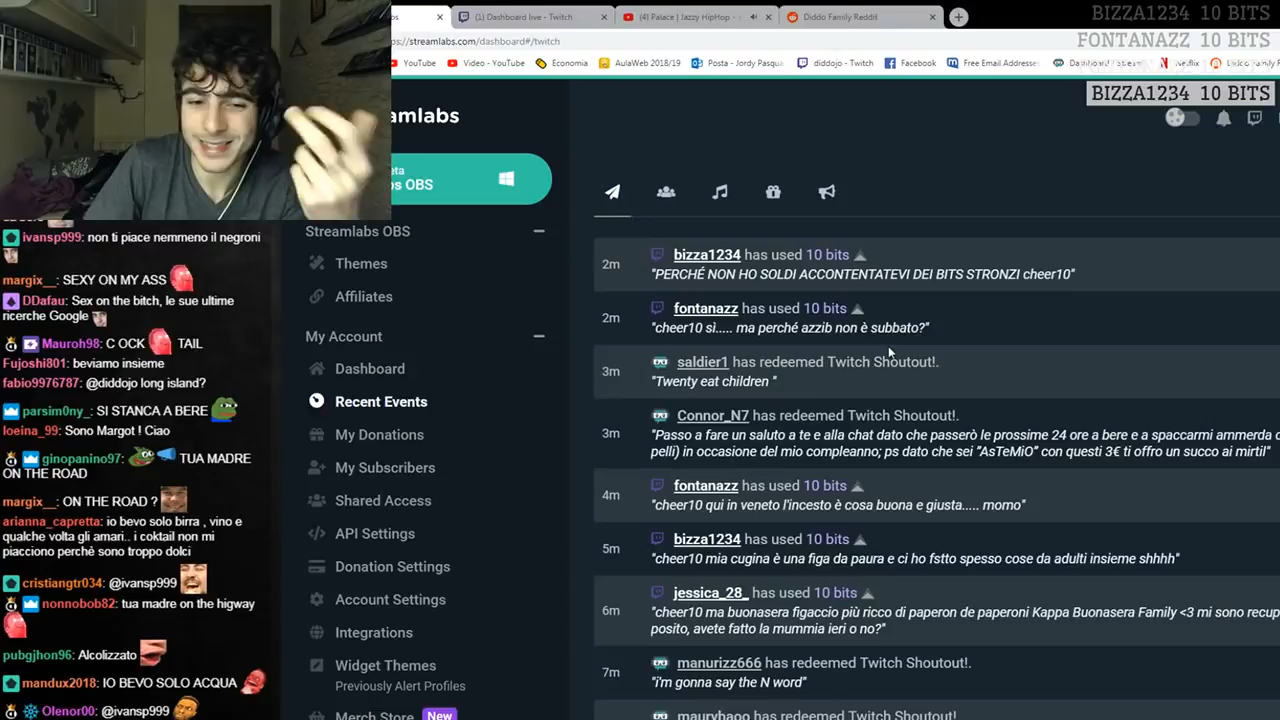 (1) Dashboard live - Twitch
(4) Palace | Jazzy HipHop -
Diddo Family Reddit
BIZZA1234 10 BITS
FONTANAZZ 10 BITS
BIZZA1234 10 BITS
ps://streamlabs.com/dashboard#/twitch
YouTube
Video - YouTube
Economia
AulaWeb 2018/19
Posta - Jordy Pasqua
diddojo - Twitch
Facebook
Free Email Addresses
Netflix
amlabs
eta
s OBS
Streamlabs OBS
Themes
Affiliates
My Account
Dashboard
Recent Events
My Donations
My Subscribers
Shared Access
API Settings
Donation Settings
Account Settings
Integrations
Widget Themes
Previously Alert Profiles
Merch Store New
ivansp999: non ti piace nemmeno il negroni
margix__: SEXY ON MY ASS
DDafau: Sex on the bitch, le sue ultime
ricerche Google
Mauroh98: C OCK TAIL
Fujoshi801: beviamo insieme
fabio9976787: @diddojo long island?
parsim0ny_: SI STANCA A BERE
loeina_99: Sono Margot ! Ciao
ginopanino97: TUA MADRE
ON THE ROAD
margix__: ON THE ROAD ?
arianna_capretta: io bevo solo birra , vino e
qualche volta gli amari.. i coktail non mi
piacciono perchè sono troppo dolci
cristiangtr034: @ivansp999
nonnobob82: tua madre on the higway
pubgjhon96: Alcolizzato
mandux2018: IO BEVO SOLO ACQUA
Olenor00: @ivansp999
2m bizza1234 has used 10 bits
"PERCHÉ NON HO SOLDI ACCONTENTATEVI DEI BITS STRONZI cheer10"
2m fontanazz has used 10 bits
"cheer10 sì..... ma perché azzib non è subbato?"
3m saldier1 has redeemed Twitch Shoutout!.
"Twenty eat children "
3m Connor_N7 has redeemed Twitch Shoutout!.
"Passo a fare un saluto a te e alla chat dato che passerò le prossime 24 ore a bere e a spaccarmi ammerda c
pelli) in occasione del mio compleanno; ps dato che sei "AsTeMiO" con questi 3€ ti offro un succo ai mirtil"
4m fontanazz has used 10 bits
"cheer10 qui in veneto l'incesto è cosa buona e giusta..... momo"
5m bizza1234 has used 10 bits
"cheer10 mia cugina è una figa da paura e ci ho fstto spesso cose da adulti insieme shhhh"
6m jessica_28_ has used 10 bits
"cheer10 ma buonasera figaccio più ricco di paperon de paperoni Kappa Buonasera Family <3 mi sono recup
posito, avete fatto la mummia ieri o no?"
7m manurizz666 has redeemed Twitch Shoutout!.
"i'm gonna say the N word"
mauryhaoo has redeemed Twitch Shoutout!.